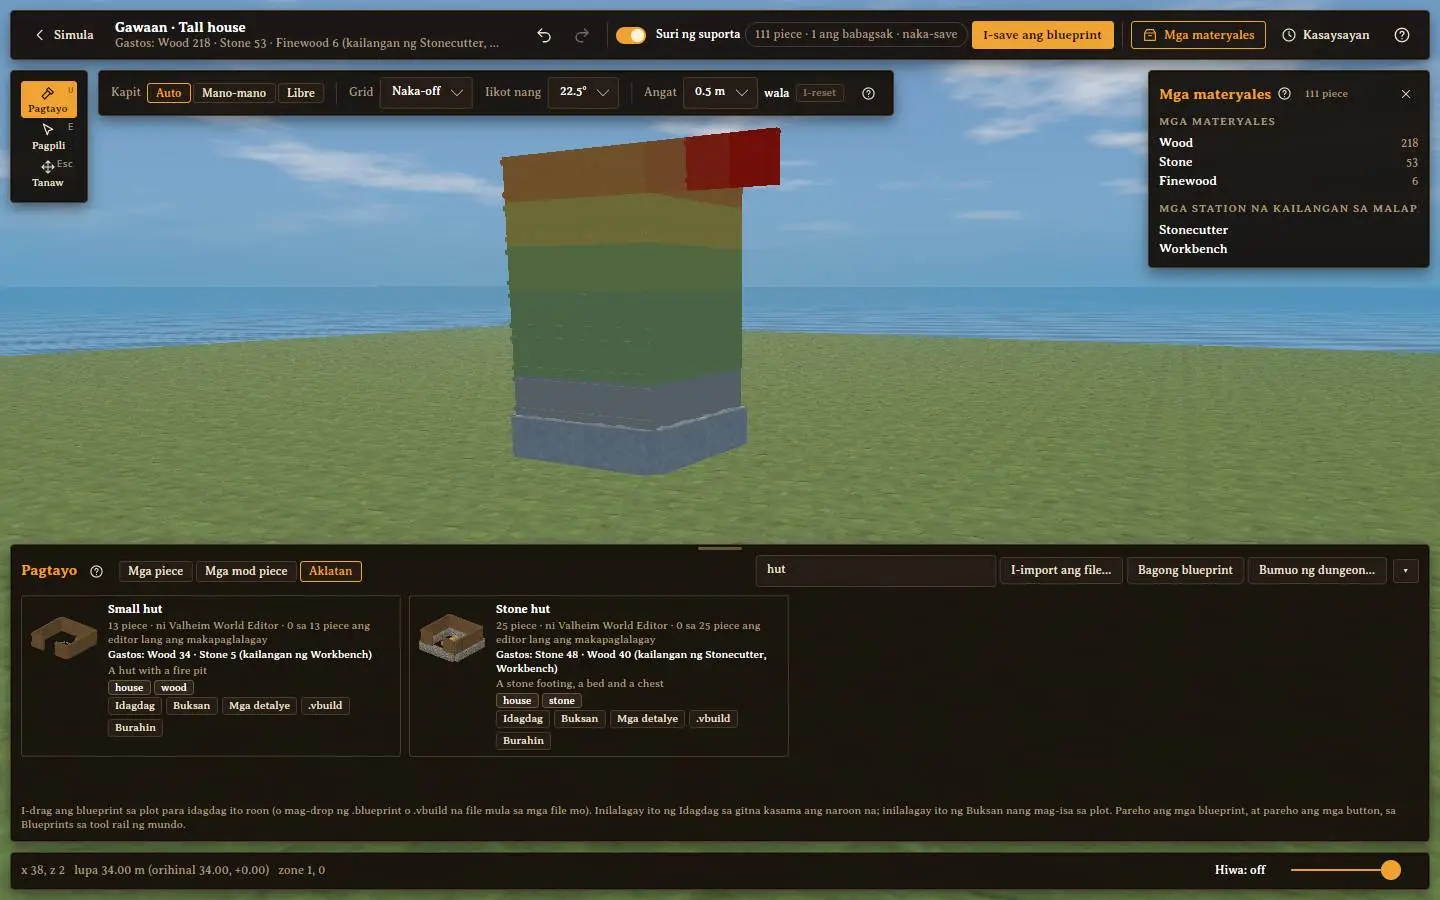 Simula
Gawaan · Tall house
Gastos: Wood 218 · Stone 53 · Finewood 6 (kailangan ng Stonecutter, ...
Suri ng suporta
111 piece · 1 ang babagsak · naka-save
I-save ang blueprint
Mga materyales
Kasaysayan
Pagtayo U
Pagpili E
Tanaw Esc
Kapit Auto Mano-mano Libre Grid Naka-off Iikot nang 22.5° Angat 0.5 m wala I-reset
Mga materyales 111 piece
MGA MATERYALES
Wood 218
Stone 53
Finewood 6
MGA STATION NA KAILANGAN SA MALAP
Stonecutter
Workbench
Pagtayo Mga piece Mga mod piece Aklatan
hut
I-import ang file... Bagong blueprint Bumuo ng dungeon...
Small hut
13 piece · ni Valheim World Editor · 0 sa 13 piece ang
editor lang ang makapaglalagay
Gastos: Wood 34 · Stone 5 (kailangan ng Workbench)
A hut with a fire pit
house wood
Idagdag Buksan Mga detalye .vbuild
Burahin
Stone hut
25 piece · ni Valheim World Editor · 0 sa 25 piece ang
editor lang ang makapaglalagay
Gastos: Stone 48 · Wood 40 (kailangan ng Stonecutter,
Workbench)
A stone footing, a bed and a chest
house stone
Idagdag Buksan Mga detalye .vbuild
Burahin
I-drag ang blueprint sa plot para idagdag ito roon (o mag-drop ng .blueprint o .vbuild na file mula sa mga file mo). Inilalagay ito ng Idagdag sa gitna kasama ang naroon na; inilalagay ito ng Buksan nang mag-isa sa plot. Pareho ang mga blueprint, at pareho ang mga button, sa
Blueprints sa tool rail ng mundo.
x 38, z 2 lupa 34.00 m (orihinal 34.00, +0.00) zone 1, 0
Hiwa: off